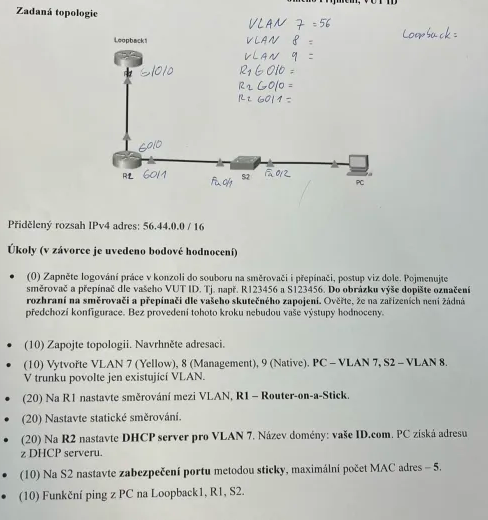 Příjmení, VUT ID
Zadaná topologie
VLAN 7 = 56
VLAN 8 =
VLAN 9 =
R1 G0/0 =
R2 G0/0 =
R2 G0/1 =
Loopback =
Loopback1
R1 G1/0/0
G0/0
R2 G0/1
Fa0/1
S2
Fa0/2
PC
Přidělený rozsah IPv4 adres: 56.44.0.0 / 16
Úkoly (v závorce je uvedeno bodové hodnocení)
• (0) Zapněte logování práce v konzoli do souboru na směrovači i přepínači, postup viz dole. Pojmenujte
směrovač a přepínač dle vašeho VUT ID. Tj. např. R123456 a S123456. Do obrázku výše dopište označení
rozhraní na směrovači a přepínači dle vašeho skutečného zapojení. Ověřte, že na zařízeních není žádná
předchozí konfigurace. Bez provedení tohoto kroku nebudou vaše výstupy hodnoceny.
• (10) Zapojte topologii. Navrhněte adresaci.
• (10) Vytvořte VLAN 7 (Yellow), 8 (Management), 9 (Native). PC – VLAN 7, S2 – VLAN 8.
V trunku povolte jen existující VLAN.
• (20) Na R1 nastavte směrování mezi VLAN, R1 – Router-on-a-Stick.
• (20) Nastavte statické směrování.
• (20) Na R2 nastavte DHCP server pro VLAN 7. Název domény: vaše ID.com. PC získá adresu
z DHCP serveru.
• (10) Na S2 nastavte zabezpečení portu metodou sticky, maximální počet MAC adres – 5.
• (10) Funkční ping z PC na Loopback1, R1, S2.